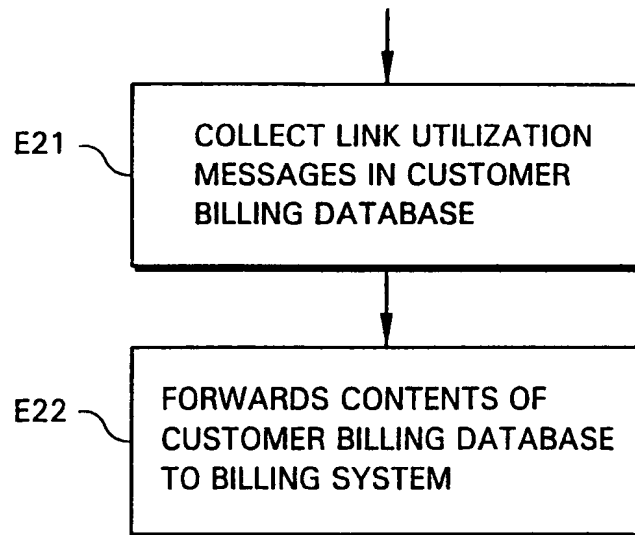 E21
COLLECT LINK UTILIZATION
MESSAGES IN CUSTOMER
BILLING DATABASE
E22
FORWARDS CONTENTS OF
CUSTOMER BILLING DATABASE
TO BILLING SYSTEM